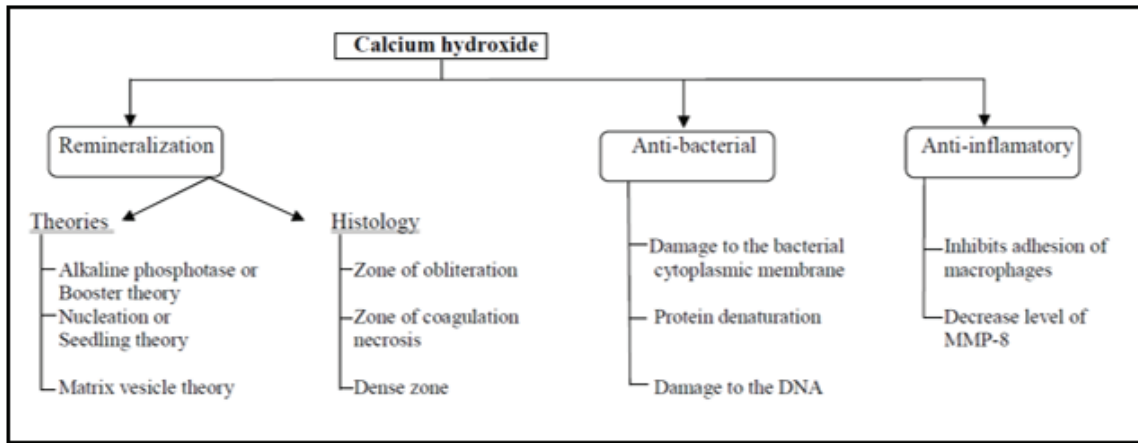 Calcium hydroxide
Remineralization
Anti-bacterial
Anti-inflamatory
Theories
Alkaline phosphotase or
Booster theory
Nucleation or
Seedling theory
Matrix vesicle theory
Histology
Zone of obliteration
Zone of coagulation
necrosis
Dense zone
Damage to the bacterial
cytoplasmic membrane
Protein denaturation
Damage to the DNA
Inhibits adhesion of
macrophages
Decrease level of
MMP-8